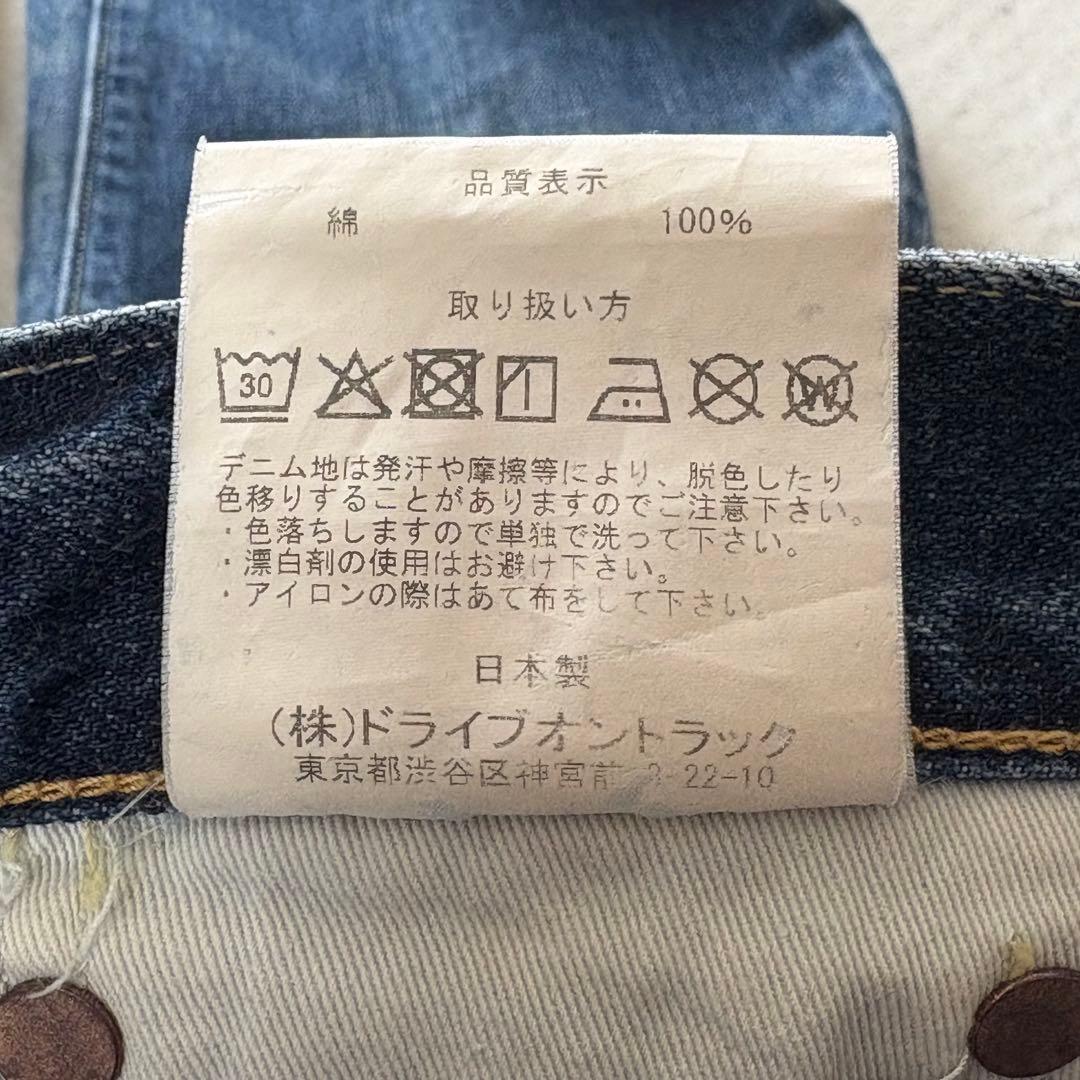 品質表示
綿 100%
取り扱い方
30
W
デニム地は発汗や摩擦等により、脱色したり
色移りすることがありますのでご注意下さい。
・色落ちしますので単独で洗って下さい。
・漂白剤の使用はお避け下さい。
・アイロンの際はあて布をして下さい。
日本製
(株)ドライブオントラック
東京都渋谷区神宮前 -22-10